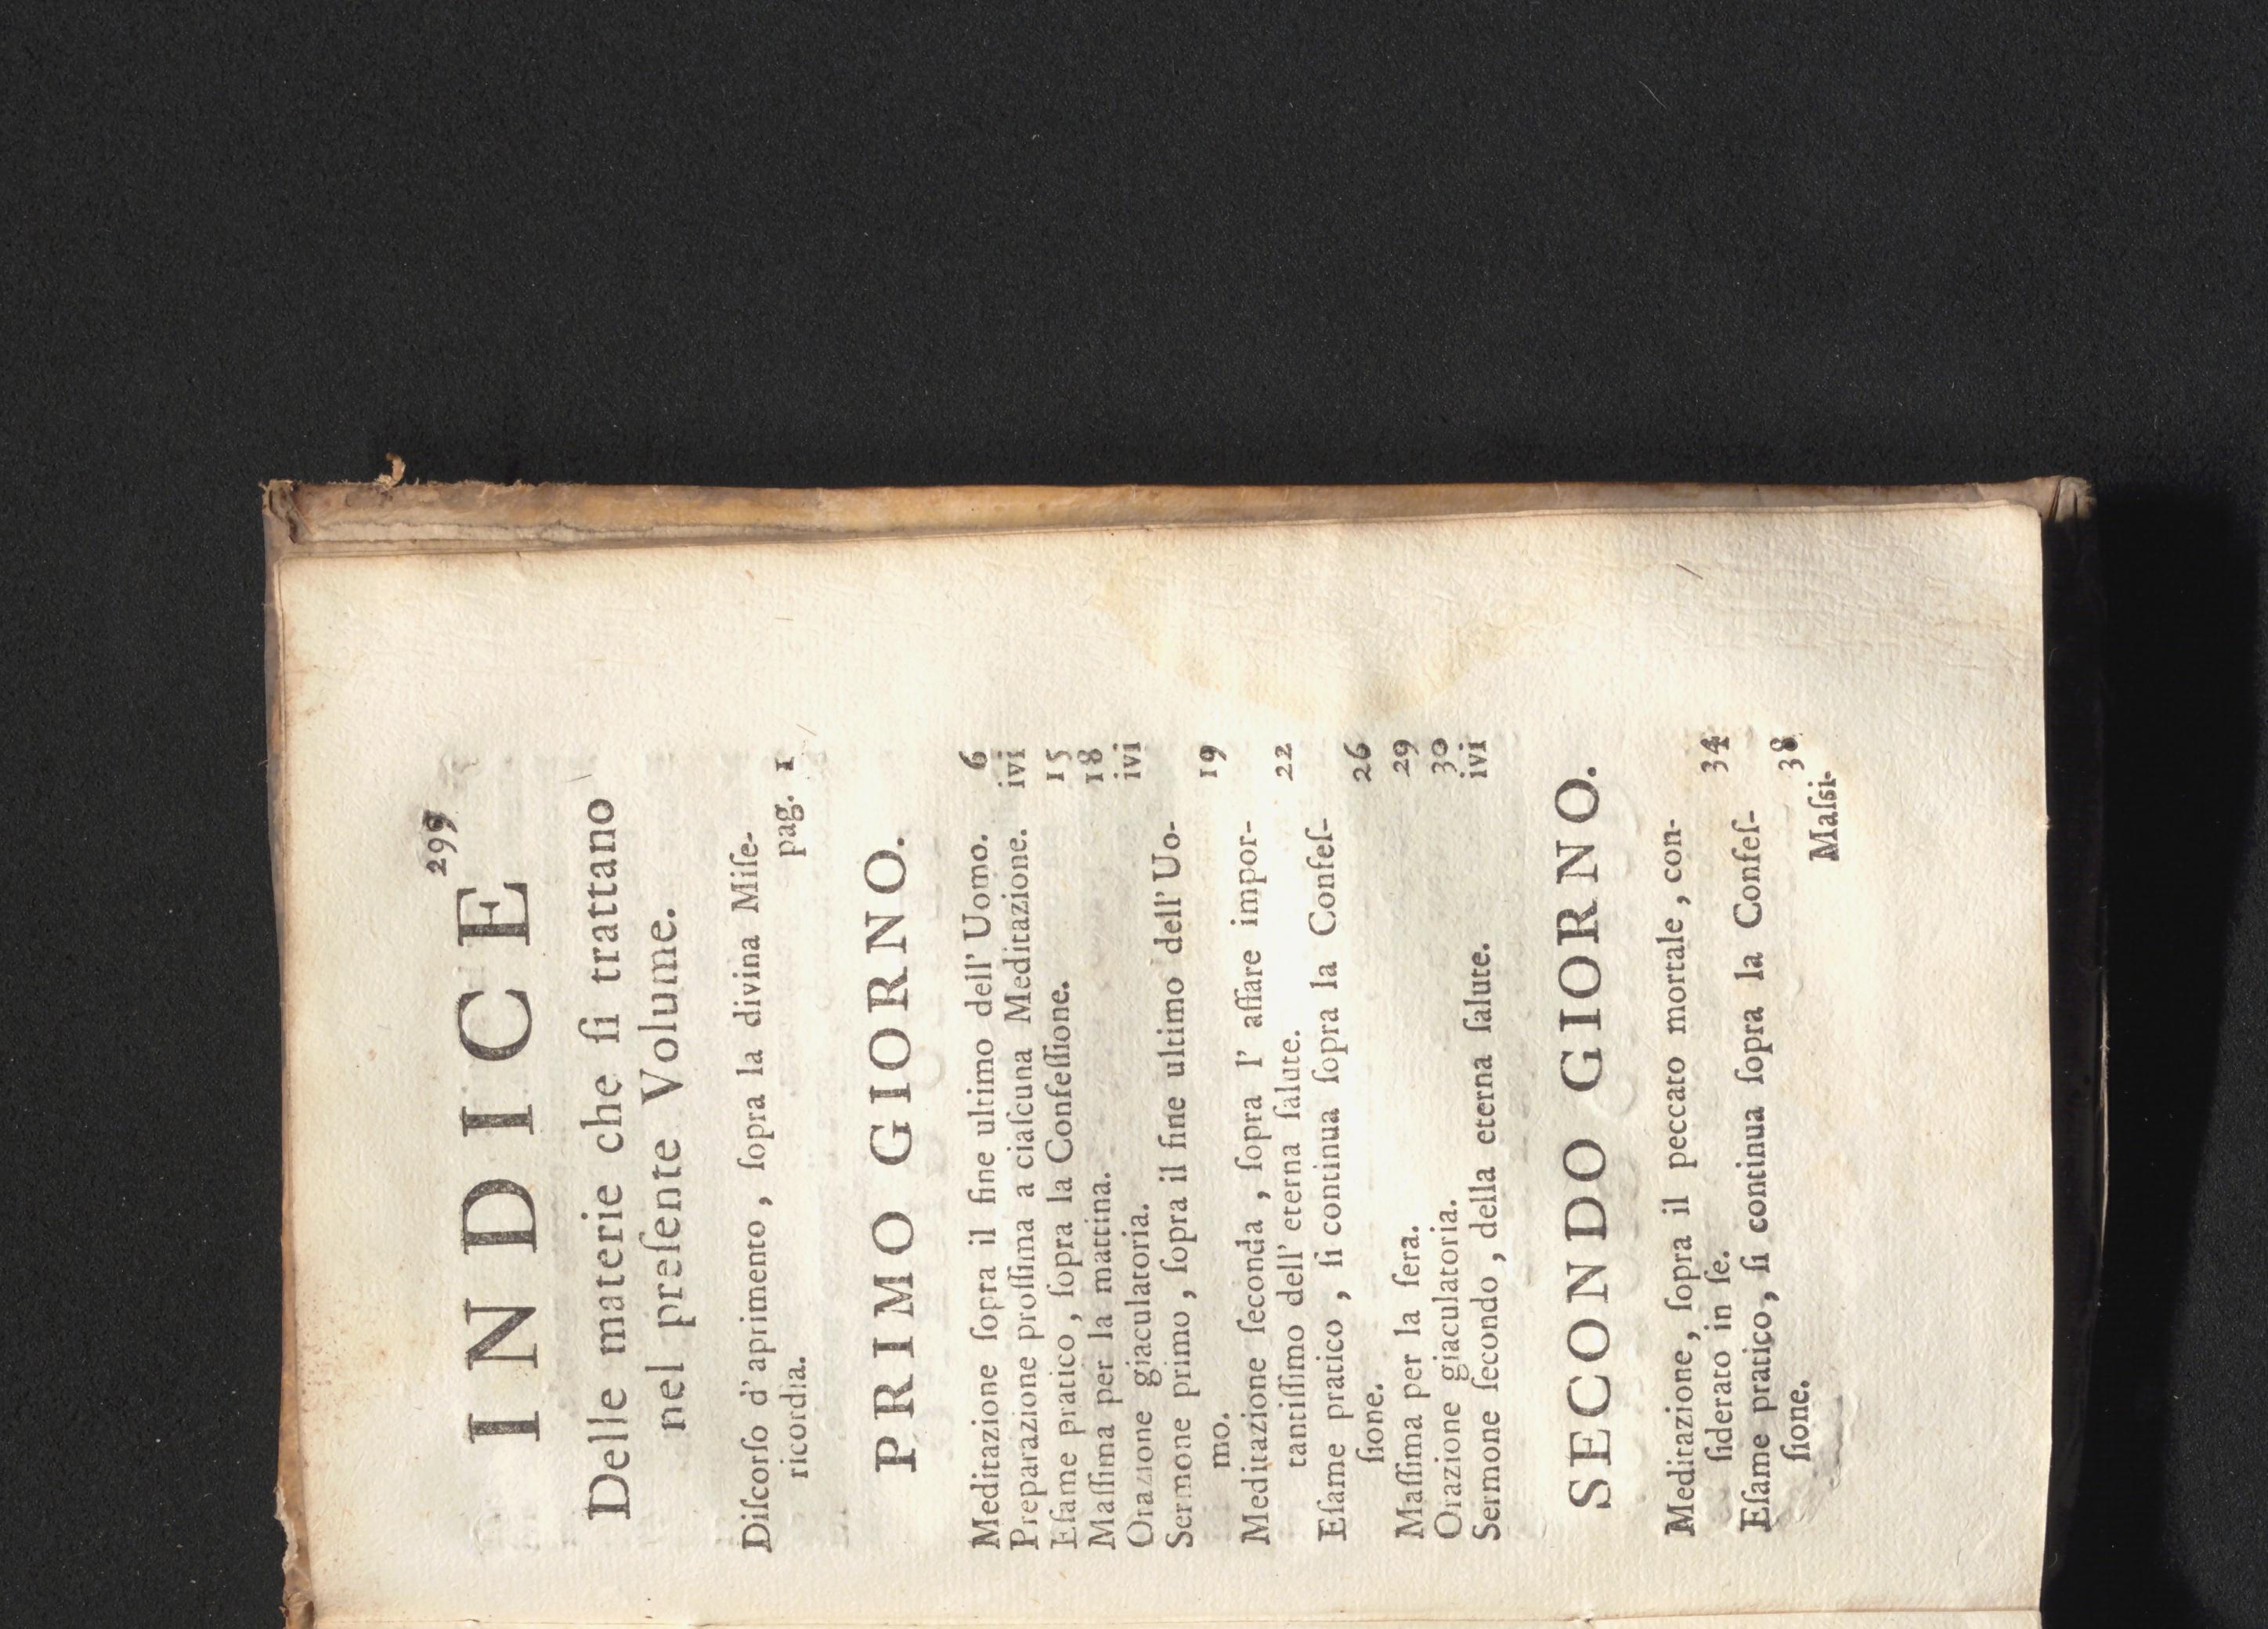 299
INDICE
Delle materie che ſi trattano
nel preſente Volume.
Diſcorſo d'aprimento, ſopra la divina Miſe-
ricordia. pag. 1
PRIMO GIORNO.
Meditazione ſopra il fine ultimo dell' Uomo. 6
Preparazione proſſima a ciaſcuna Meditazione. ivi
Eſame pratico, ſopra la Confeſſione. 15
Maſſima per la mattina. 18
Orazione giaculatoria. ivi
Sermone primo, ſopra il fine ultimo dell' Uo-
mo. 19
Meditazione ſeconda, ſopra l' affare impor-
tantiſſimo dell' eterna ſalute. 22
Eſame pratico, ſi continua ſopra la Confeſ-
ſione. 26
Maſſima per la ſera. 29
Orazione giaculatoria. 30
Sermone ſecondo, della eterna ſalute. ivi
SECONDO GIORNO.
Meditazione, ſopra il peccato mortale, con-
ſiderato in ſe. 34
Eſame pratico, ſi continua ſopra la Confeſ-
ſione. 38
Maſsi-